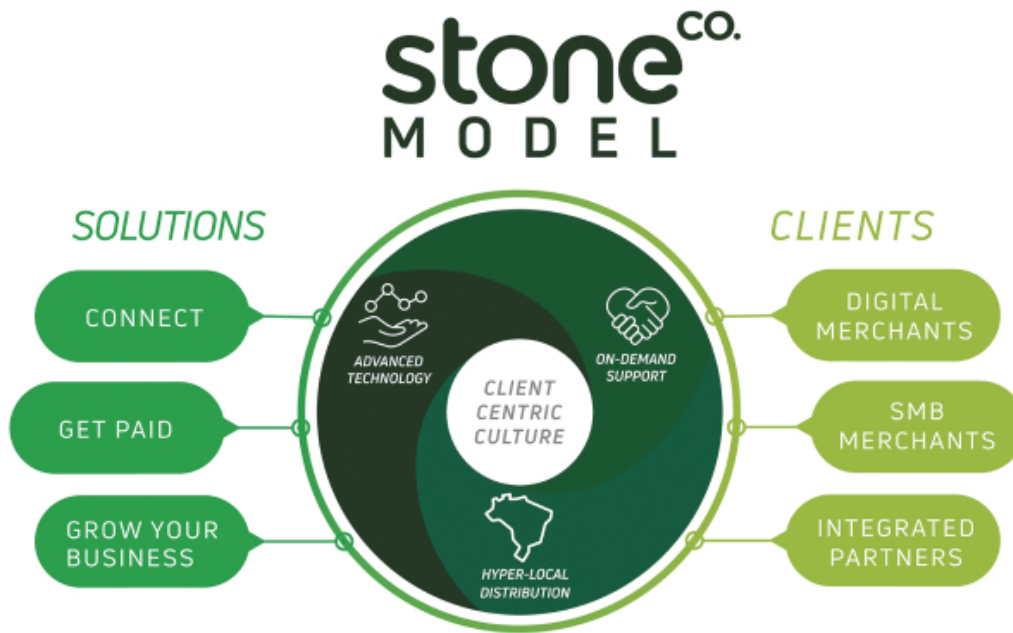 stone co.
MODEL
SOLUTIONS
CONNECT
GET PAID
GROW YOUR
BUSINESS
ADVANCED
TECHNOLOGY
ON-DEMAND
SUPPORT
CLIENT
CENTRIC
CULTURE
HYPER-LOCAL
DISTRIBUTION
CLIENTS
DIGITAL
MERCHANTS
SMB
MERCHANTS
INTEGRATED
PARTNERS